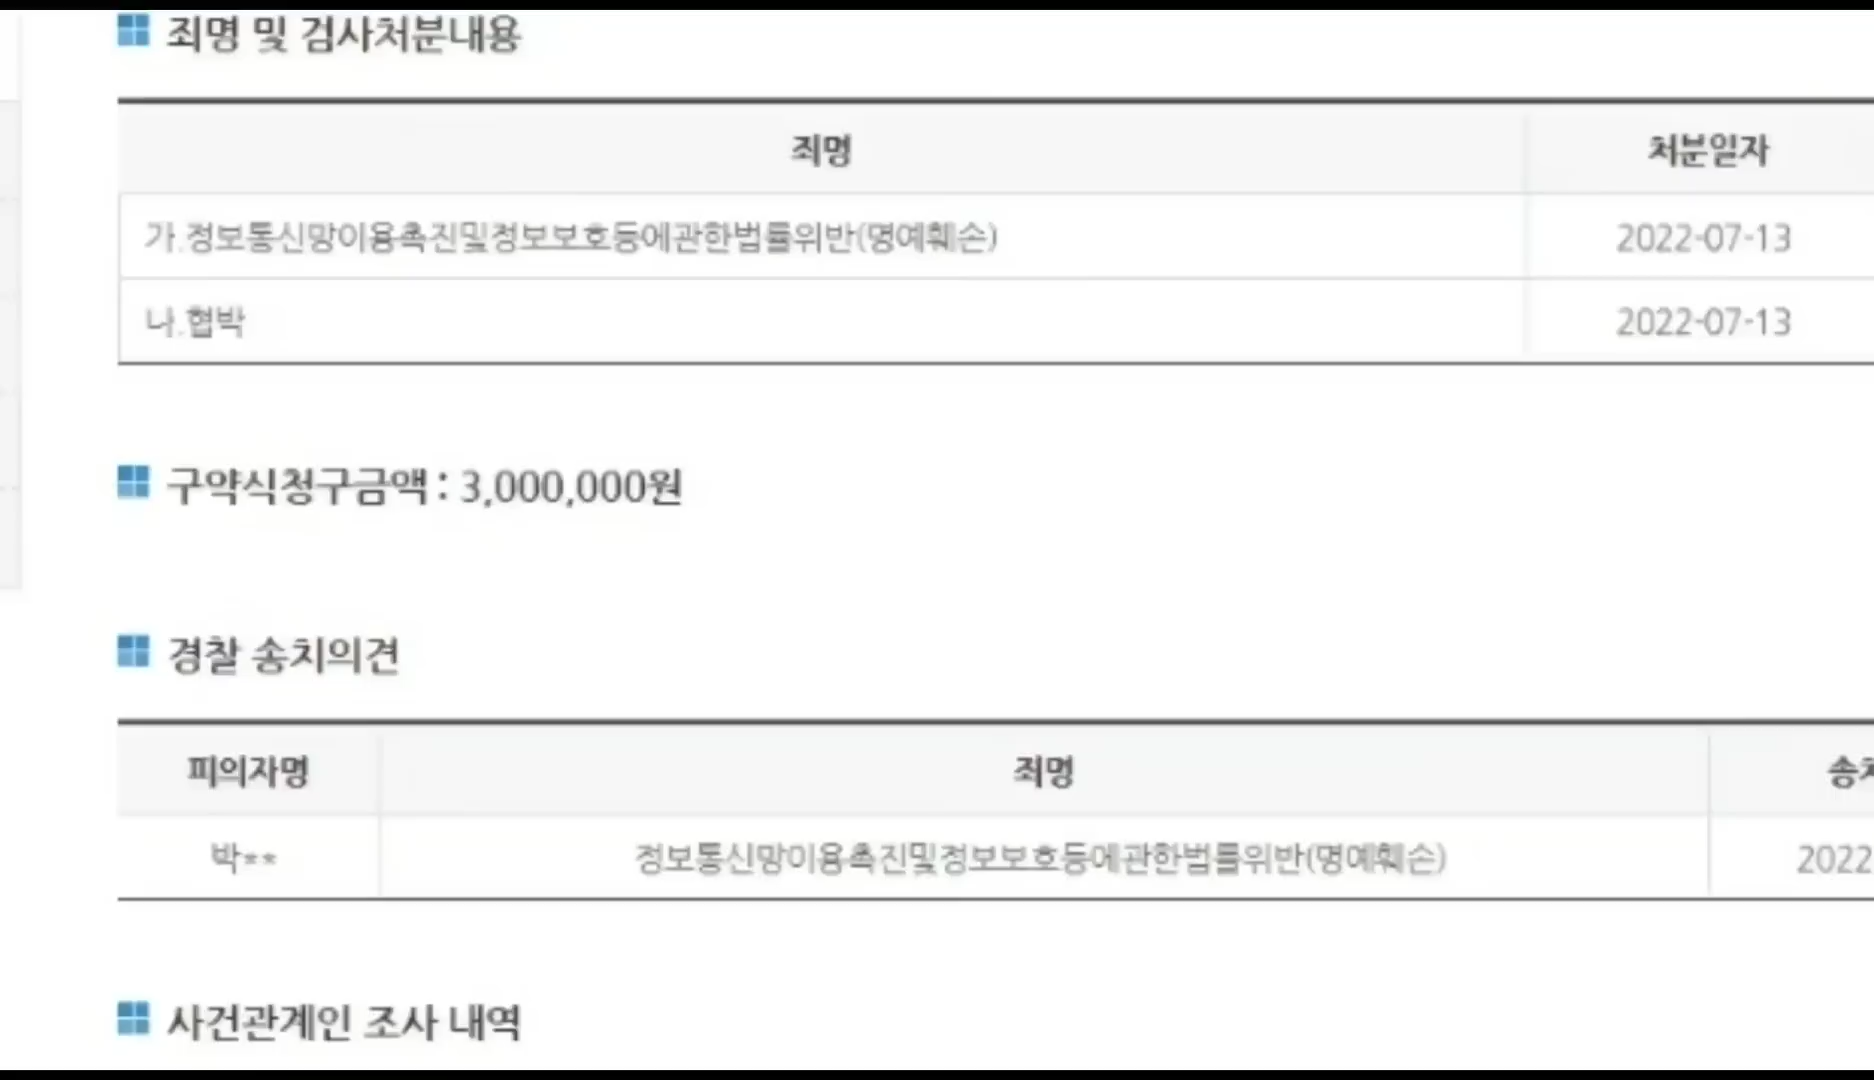 죄명 및 검사처분내용
죄명 처분일자
가.정보통신망이용촉진및정보보호등에관한법률위반(명예훼손) 2022-07-13
나.협박 2022-07-13
구약식청구금액 : 3,000,000원
경찰 송치의견
피의자명 죄명 송치
박** 정보통신망이용촉진및정보보호등에관한법률위반(명예훼손) 2022
사건관계인 조사 내역